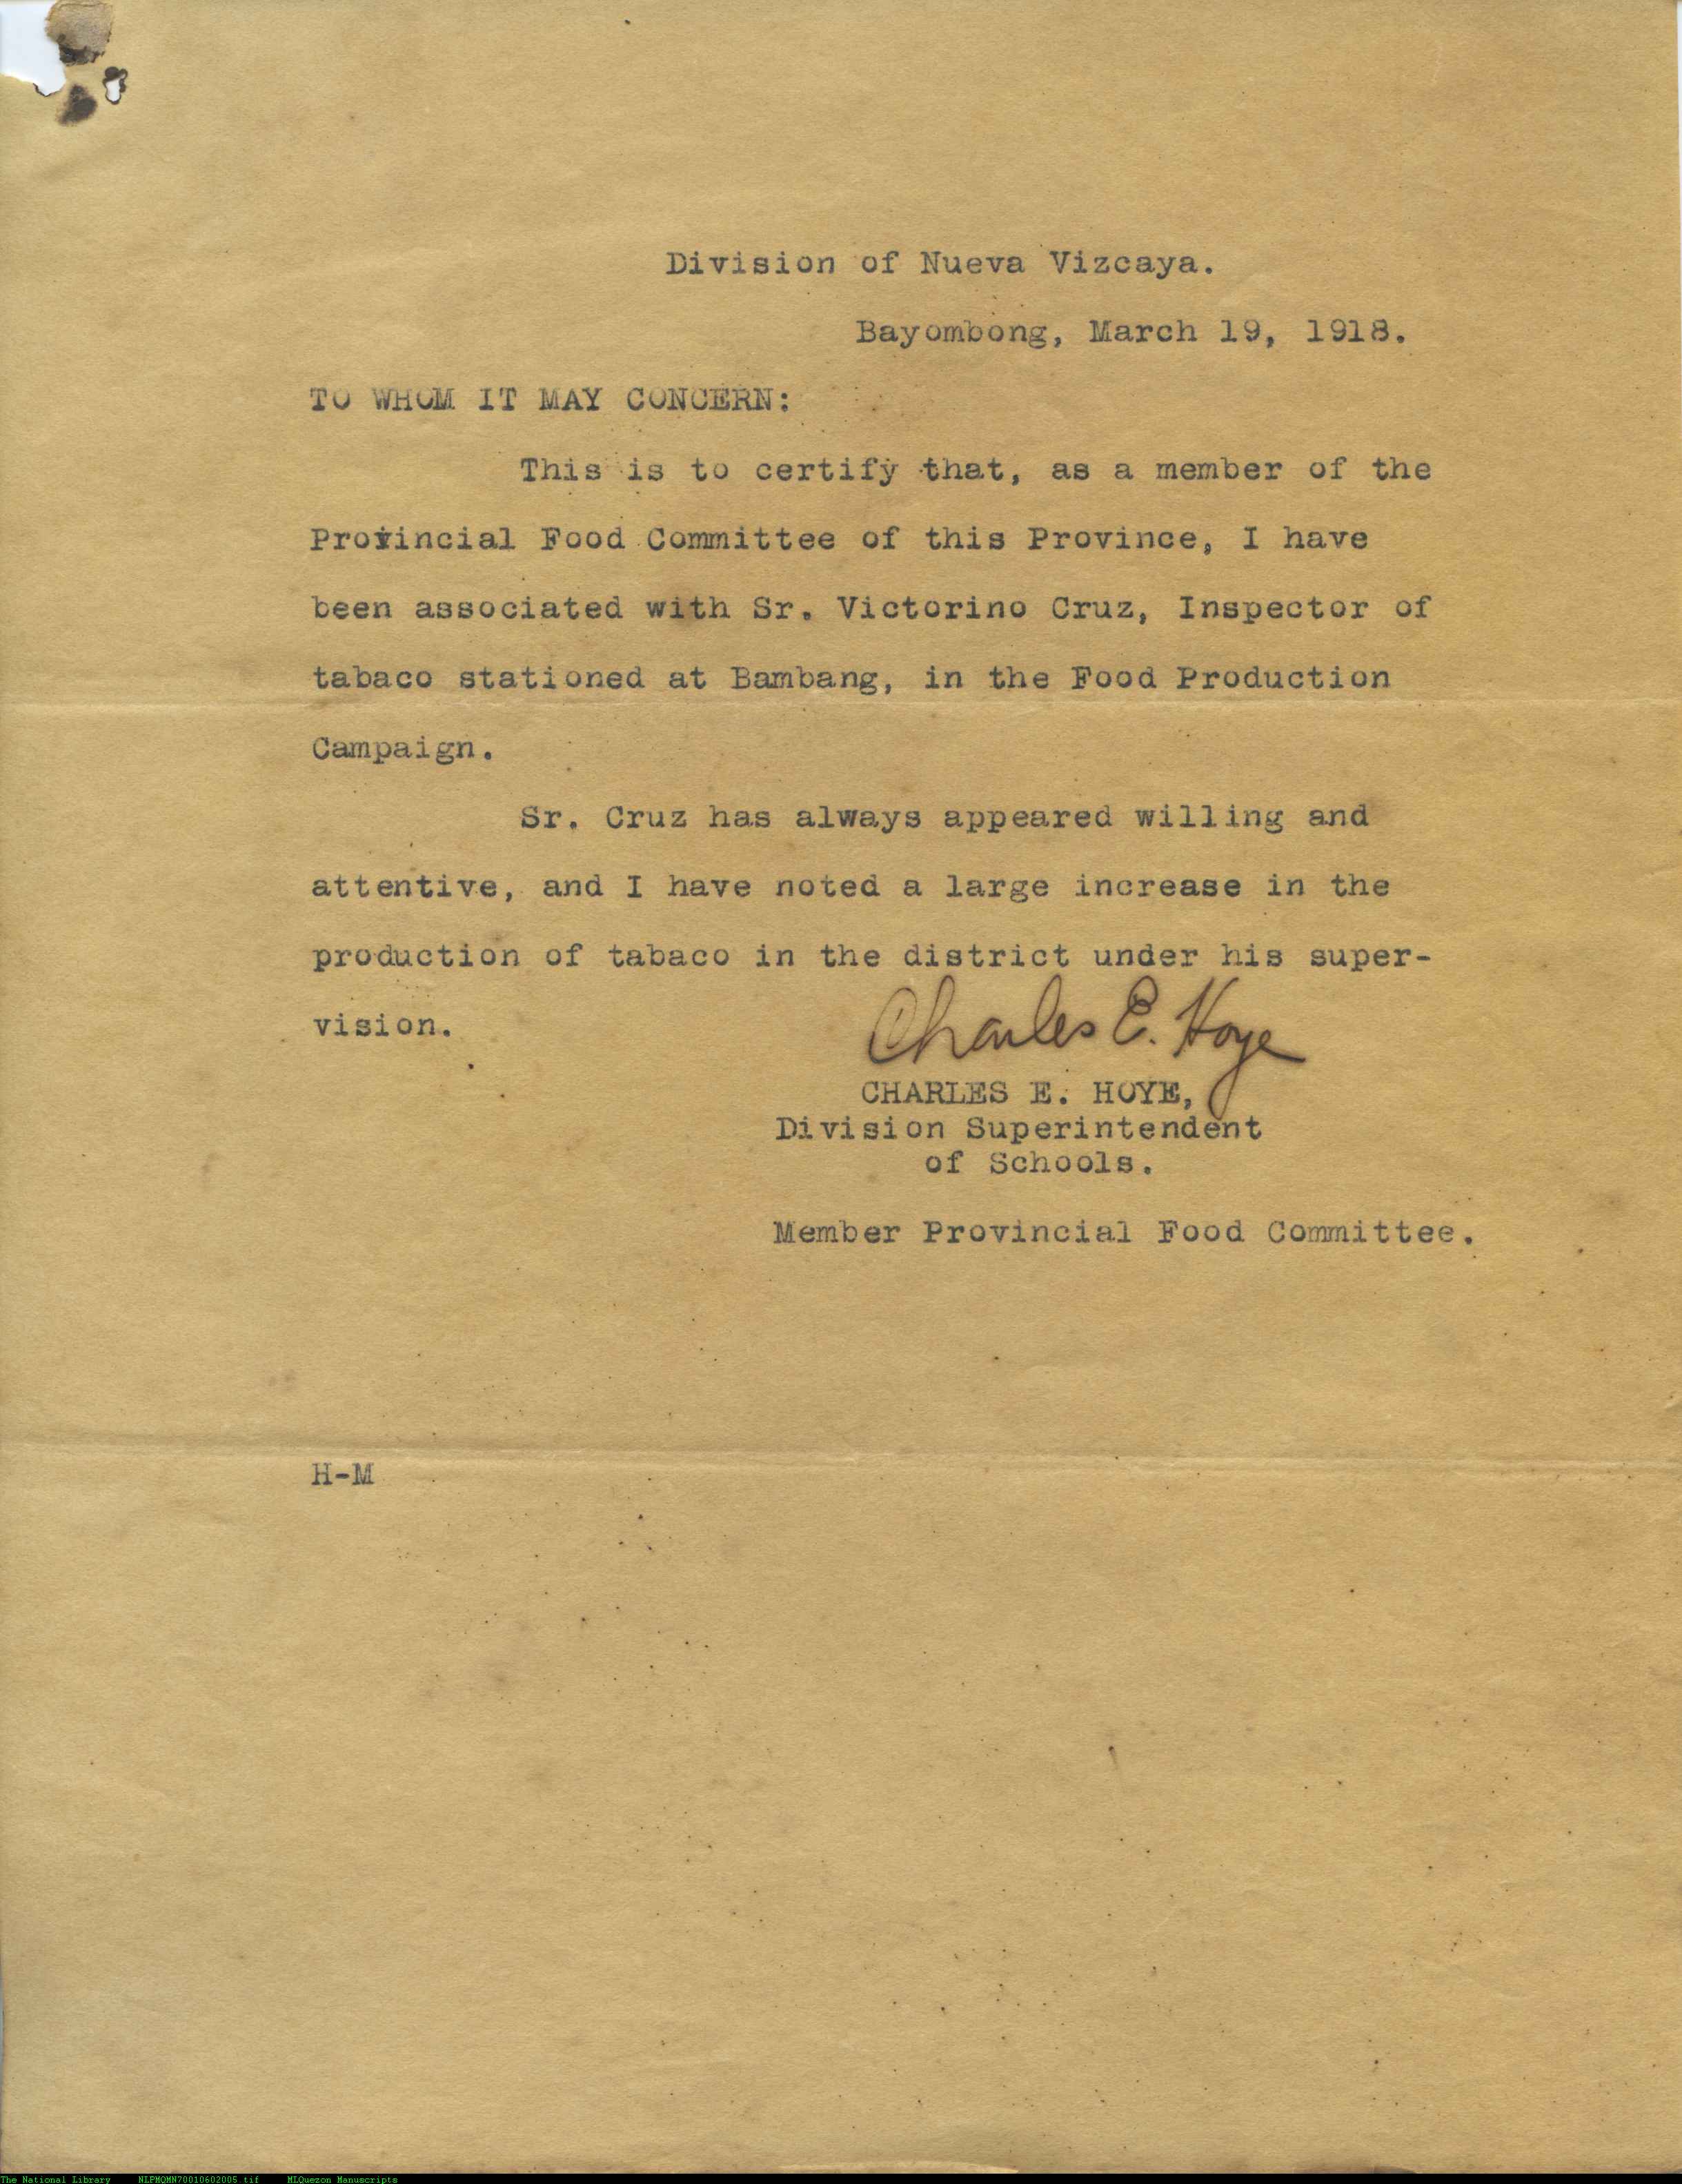 Division of Nueva Vizcaya.
Bayombong, March 19, 1918.
TO WHOM IT MAY CONCERN:
This is to certify that, as a member of the
Provincial Food Committee of this Province, I have
been associated with Sr. Victorino Cruz, Inspector of
tabaco stationed at Bambang, in the Food Production
Campaign.
Sr. Cruz has always appeared willing and
attentive, and I have noted a large increase in the
production of tabaco in the district under his super-
vision.
Charles E. Hoye
CHARLES E. HOYE,
Division Superintendent
of Schools.
Member Provincial Food Committee.
H-M
The National Library NLPMQMN70010602005.tif MLQuezon Manuscripts